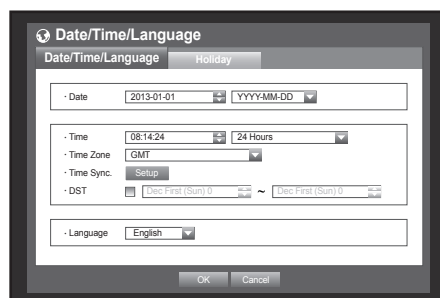 Date/Time/Language
Date/Time/Language Holiday
· Date 2013-01-01 YYYY-MM-DD
· Time 08:14:24 24 Hours
· Time Zone GMT
· Time Sync. Setup
· DST Dec First (Sun) 0 ~ Dec First (Sun) 0
· Language English
OK Cancel